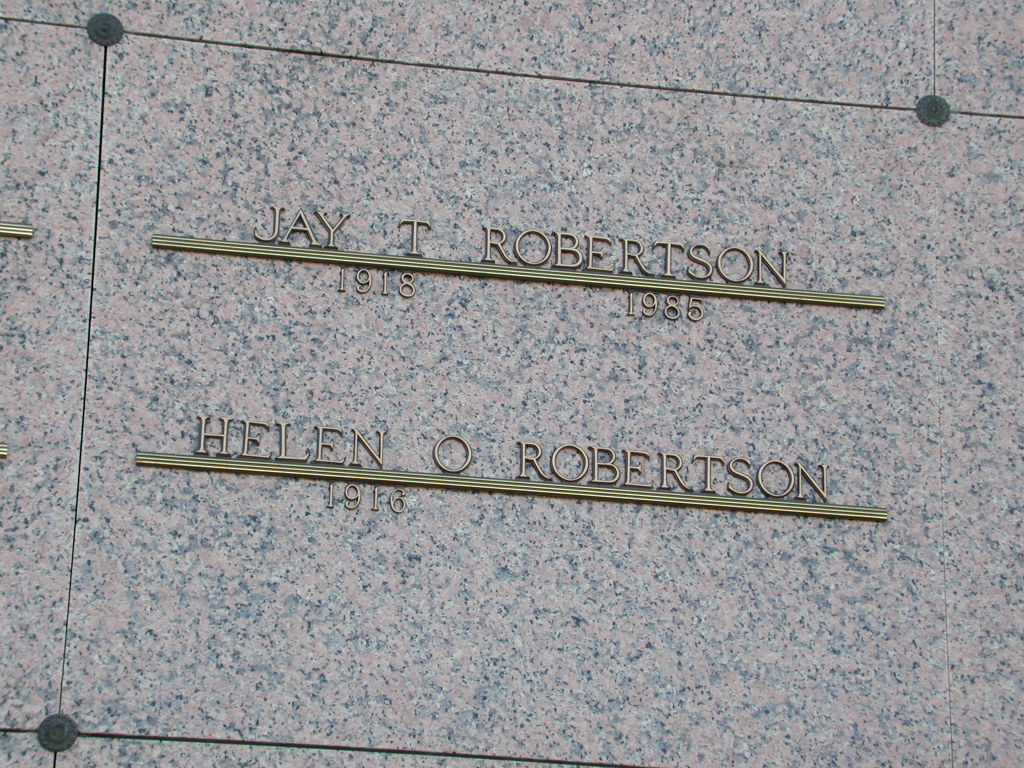 JAY T ROBERTSON
1918 1985
HELEN O ROBERTSON
1916